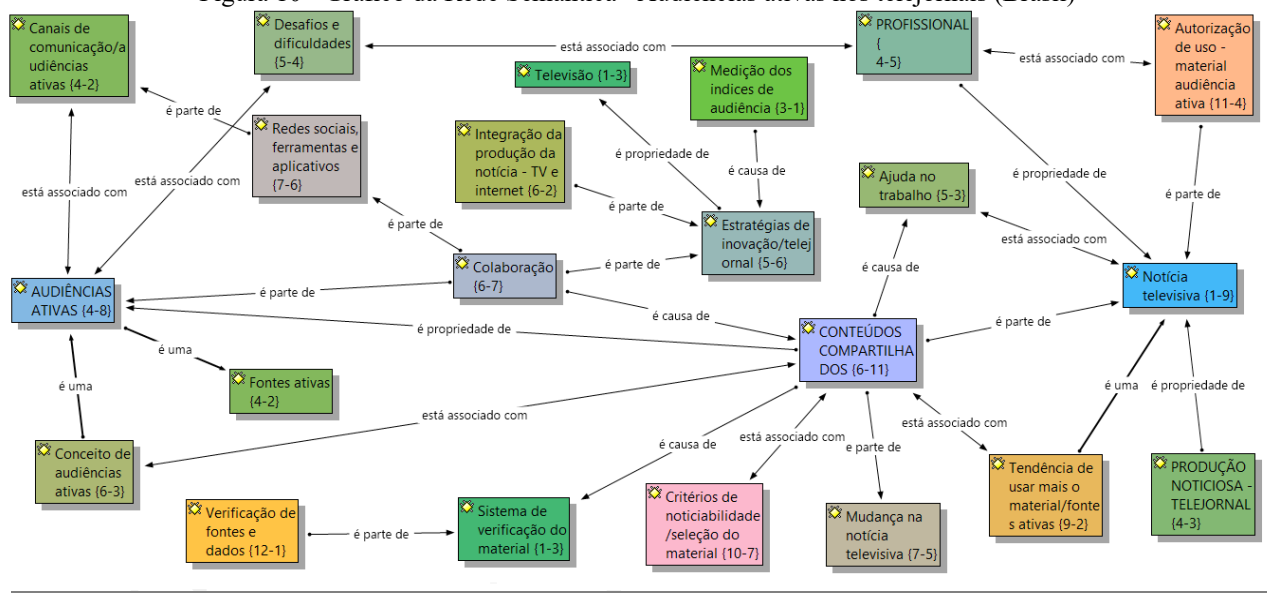 Canais de
comunicação/a
udiências
ativas {4-2}
Desafios e
dificuldades
{5-4}
está associado com
PROFISSIONAL
{
4-5}
está associado com
Autorização
de uso -
material
audiência
ativa {11-4}
Televisão {1-3}
Medição dos
indices de
audiência {3-1}
é parte de
Redes sociais,
ferramentas e
aplicativos
{7-6}
Integração da
produção da
notícia - TV e
internet {6-2}
é propriedade de
é causa de
Ajuda no
trabalho {5-3}
é propriedade de
é parte de
está associado com
está associado com
é parte de
é parte de
Estratégias de
inovação/telej
ornal {5-6}
está associado com
Colaboração
{6-7}
é parte de
é causa de
Notícia
televisiva {1-9}
AUDIÊNCIAS
ATIVAS {4-8}
é parte de
é causa de
é propriedade de
CONTEÚDOS
COMPARTILHA
DOS {6-11}
é parte de
é uma
Fontes ativas
{4-2}
é uma
está associado com
é uma
é propriedade de
Conceito de
audiências
ativas {6-3}
é causa de
está associado com
e parte de
está associado com
Verificação de
fontes e
dados {12-1}
é parte de
Sistema de
verificação do
material {1-3}
Critérios de
noticiabilidade
/seleção do
material {10-7}
Mudança na
notícia
televisiva {7-5}
Tendência de
usar mais o
material/fonte
s ativas {9-2}
PRODUÇÃO
NOTICIOSA -
TELEJORNAL
{4-3}